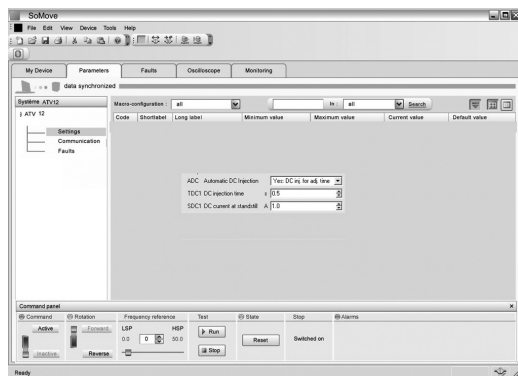 SoMove
File Edit View Device Tools Help
My Device Parameters Faults Oscilloscope Monitoring
data synchronized
Système ATV12
ATV 12
Settings
Communication
Faults
Macro-configuration : all In : all Search
Code Shortlabel Long label Minimum value Maximum value Current value Default value
ADC Automatic DC Injection Yes: DC inj. for adj. time
TDC1 DC injection time s 0.5
SDC1 DC current at standstill A 1.0
Command panel
Command Rotation Frequency reference Test State Stop Alarms
Active Forward LSP HSP Run
0.0 0 30.0 Reset Switched on
Inactive Reverse Stop
Ready